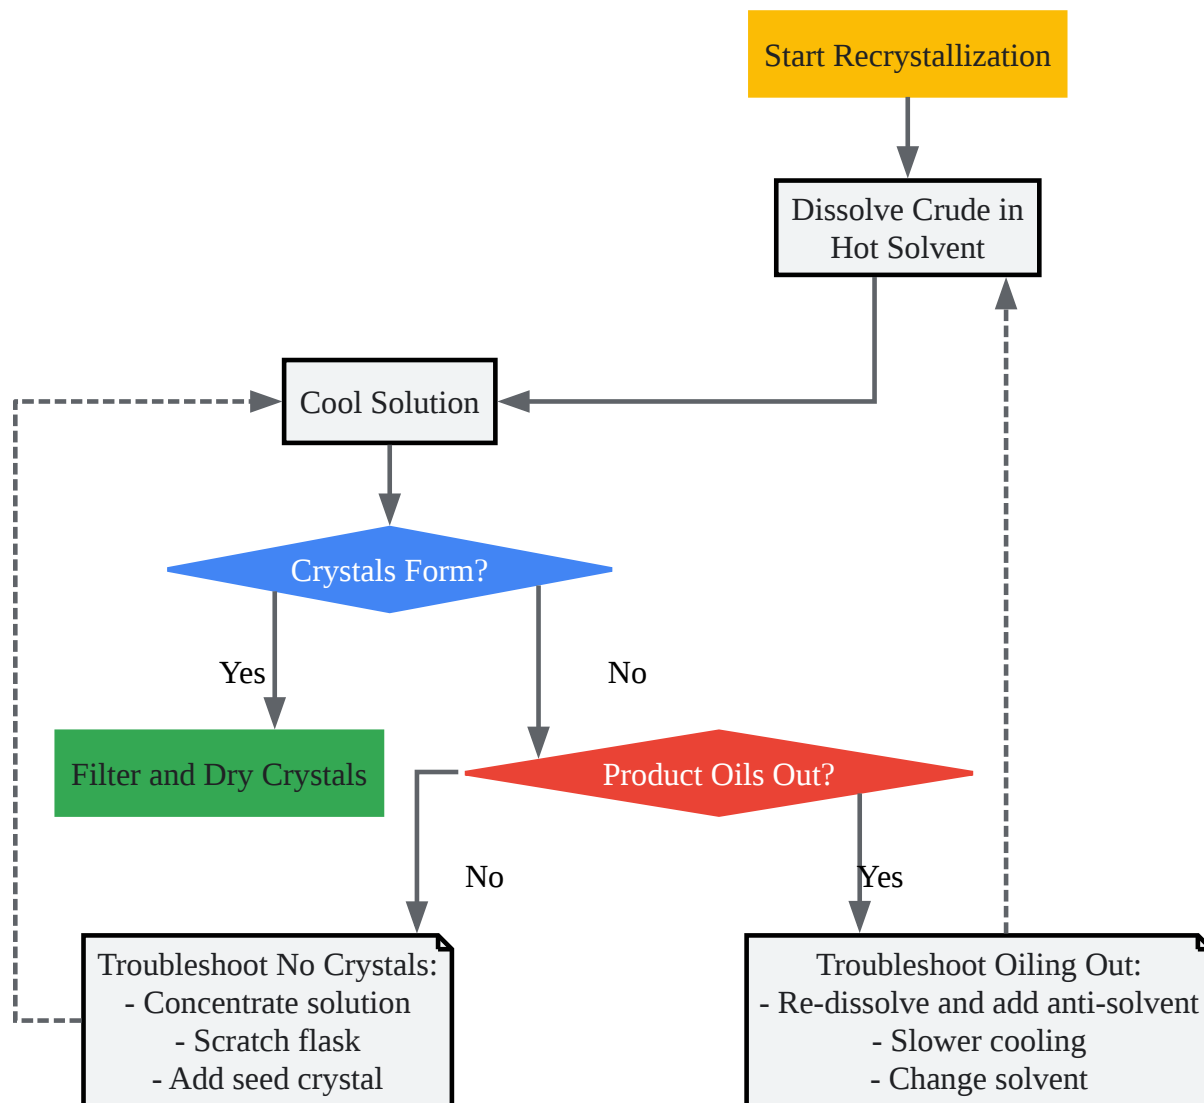 Start Recrystallization
Dissolve Crude in
Hot Solvent
Cool Solution
Crystals Form?
Yes
No
Filter and Dry Crystals
Product Oils Out?
No
Yes
Troubleshoot No Crystals:
- Concentrate solution
- Scratch flask
- Add seed crystal
Troubleshoot Oiling Out:
- Re-dissolve and add anti-solvent
- Slower cooling
- Change solvent